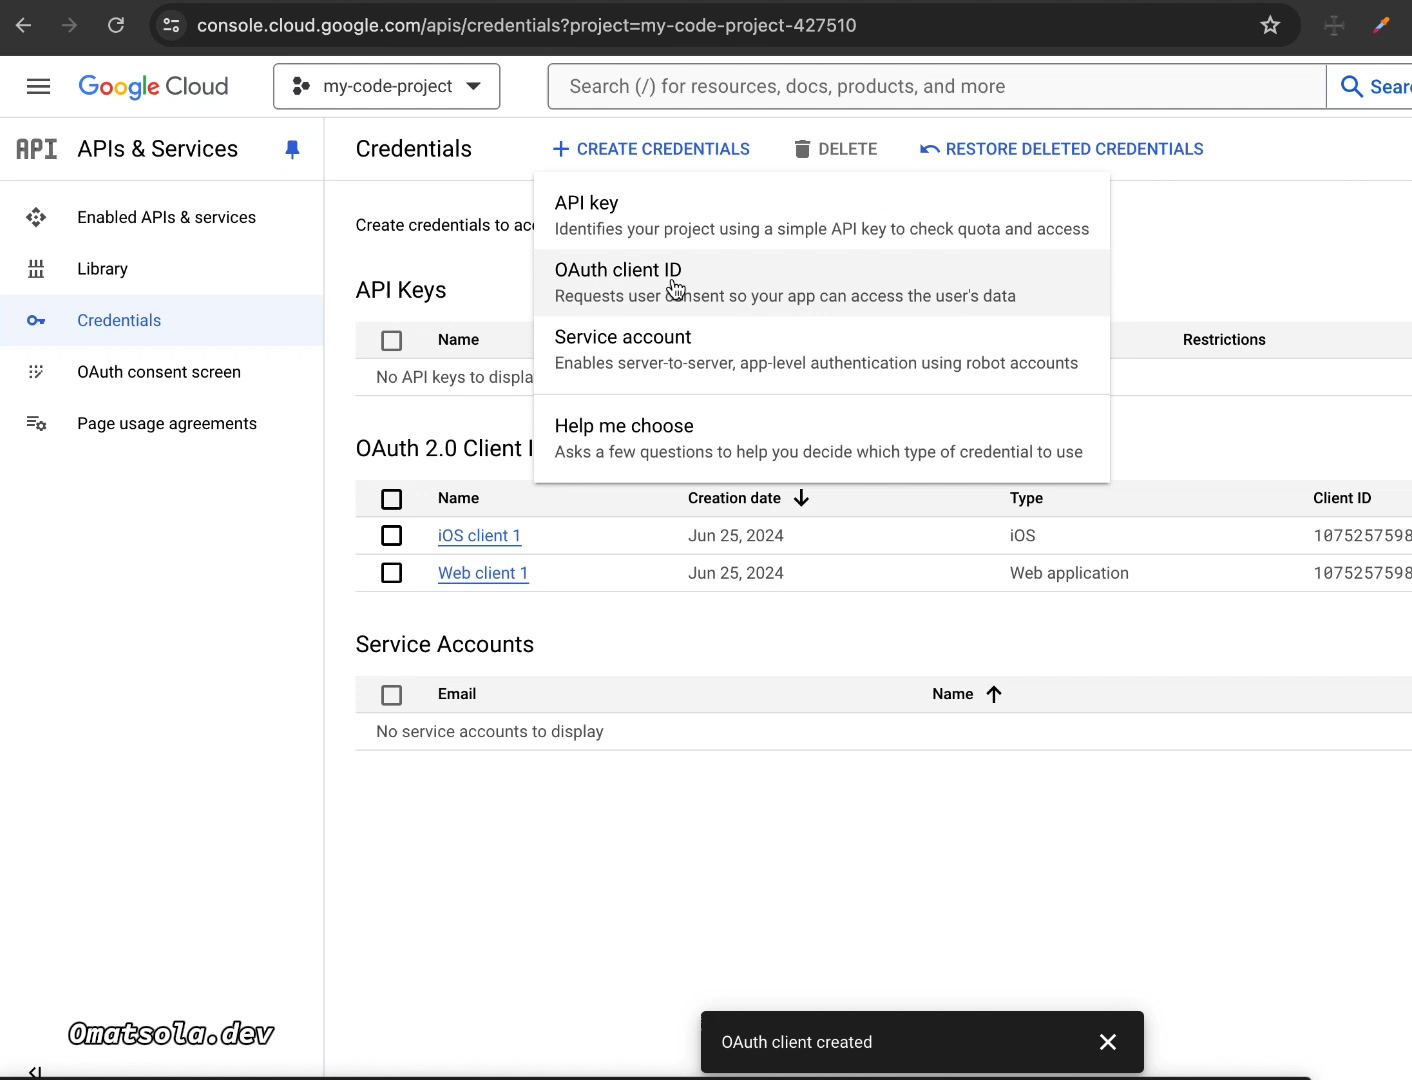 console.cloud.google.com/apis/credentials?project=my-code-project-427510
Google Cloud
my-code-project
Search (/) for resources, docs, products, and more
Sear
API APIs & Services
Credentials
CREATE CREDENTIALS
DELETE
RESTORE DELETED CREDENTIALS
Enabled APIs & services
Library
Credentials
OAuth consent screen
Page usage agreements
Create credentials to acc
API key
Identifies your project using a simple API key to check quota and access
OAuth client ID
Requests user consent so your app can access the user's data
Service account
Enables server-to-server, app-level authentication using robot accounts
Help me choose
Asks a few questions to help you decide which type of credential to use
API Keys
Name
Restrictions
No API keys to displa
OAuth 2.0 Client I
Name Creation date Type Client ID
iOS client 1 Jun 25, 2024 iOS 1075257598
Web client 1 Jun 25, 2024 Web application 1075257598
Service Accounts
Email Name
No service accounts to display
Omatsola.dev
OAuth client created